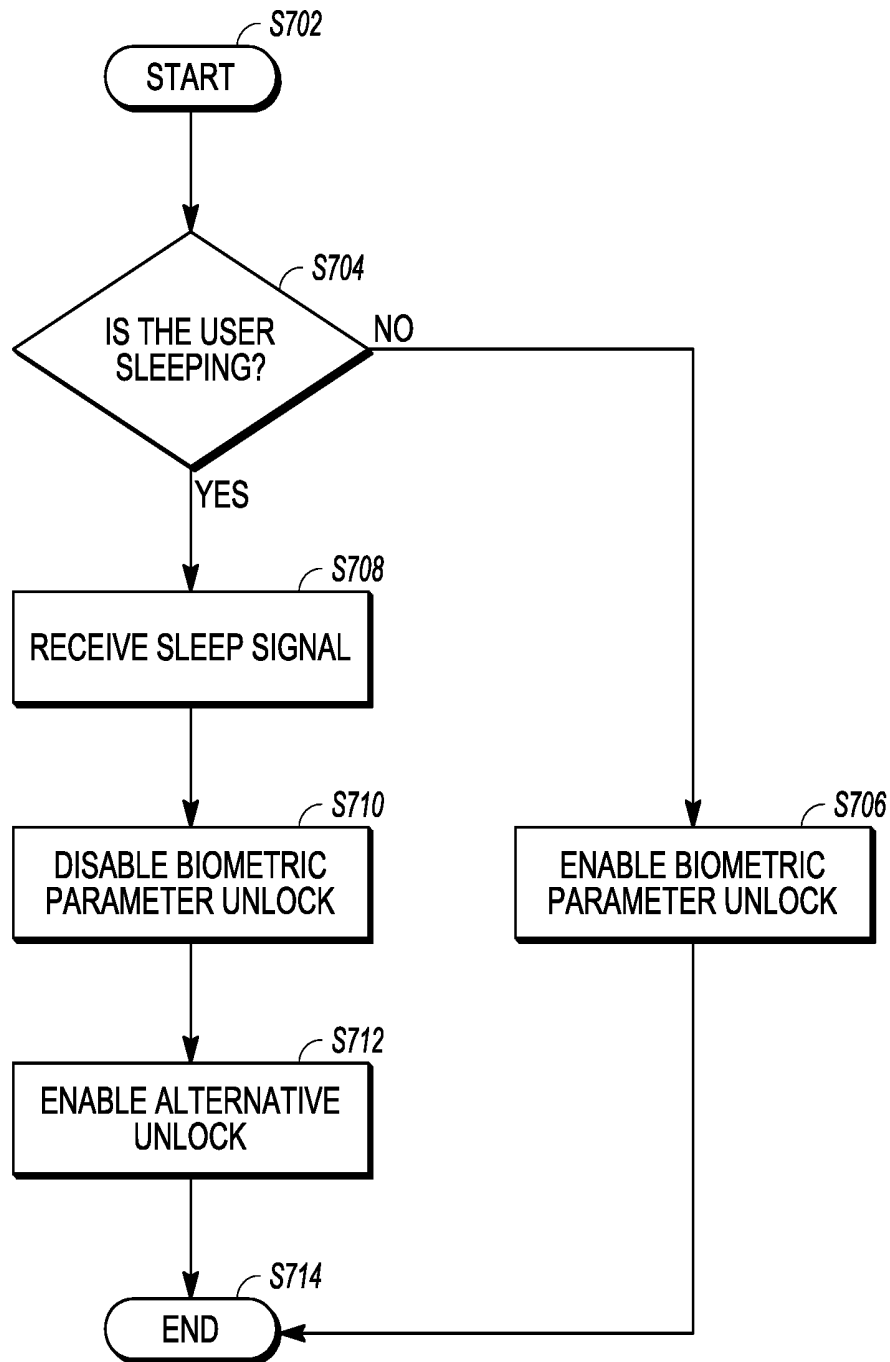 S702
START
S704
IS THE USER
SLEEPING?
NO
YES
S708
RECEIVE SLEEP SIGNAL
S710
DISABLE BIOMETRIC
PARAMETER UNLOCK
S706
ENABLE BIOMETRIC
PARAMETER UNLOCK
S712
ENABLE ALTERNATIVE
UNLOCK
S714
END